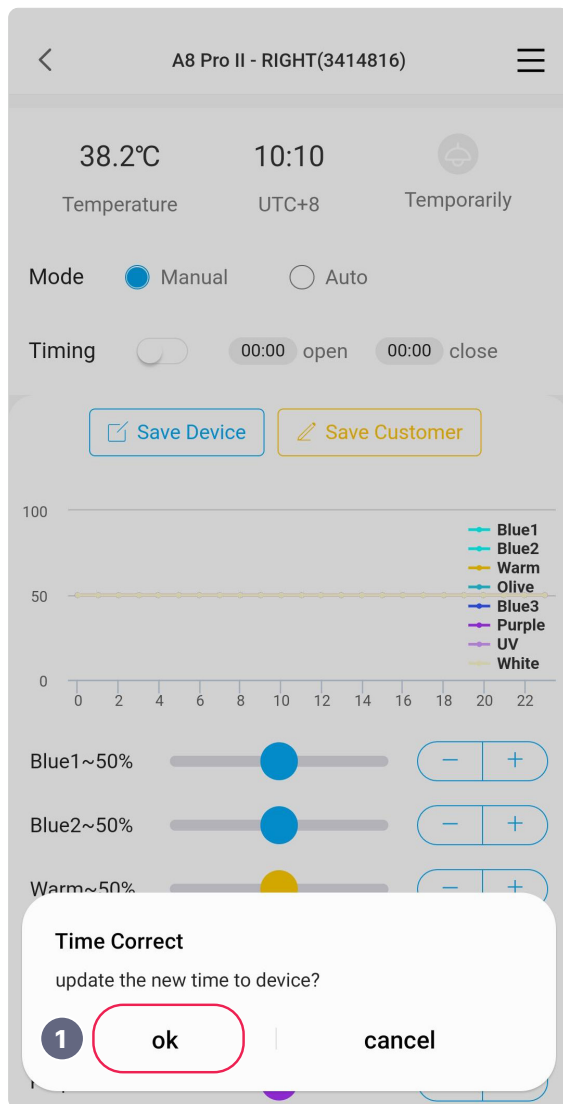 A8 Pro II - RIGHT(3414816)
38.2℃ 10:10
Temperature UTC+8 Temporarily
Mode Manual Auto
Timing 00:00 open 00:00 close
Save Device Save Customer
100
Blue1
Blue2
Warm
50 Olive
Blue3
Purple
UV
White
0
0 2 4 6 8 10 12 14 16 18 20 22
Blue1~50% − +
Blue2~50% − +
Warm~50% − +
Time Correct
update the new time to device?
1 ok cancel